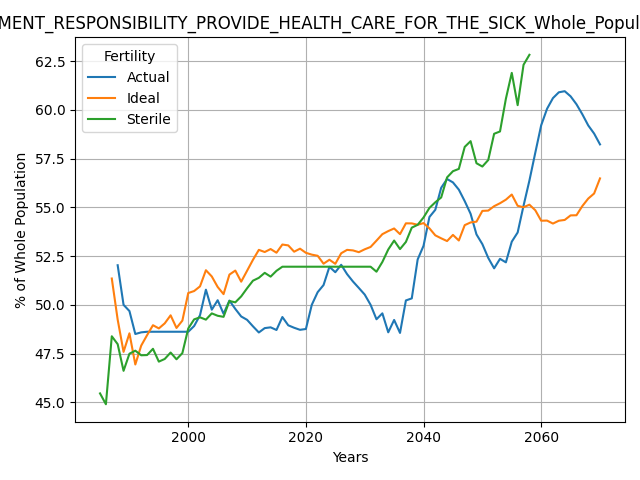 MENT_RESPONSIBILITY_PROVIDE_HEALTH_CARE_FOR_THE_SICK_Whole_Popul
Fertility
Actual
Ideal
Sterile
62.5
60.0
57.5
55.0
52.5
50.0
47.5
45.0
% of Whole Population
2000
2020
2040
2060
Years